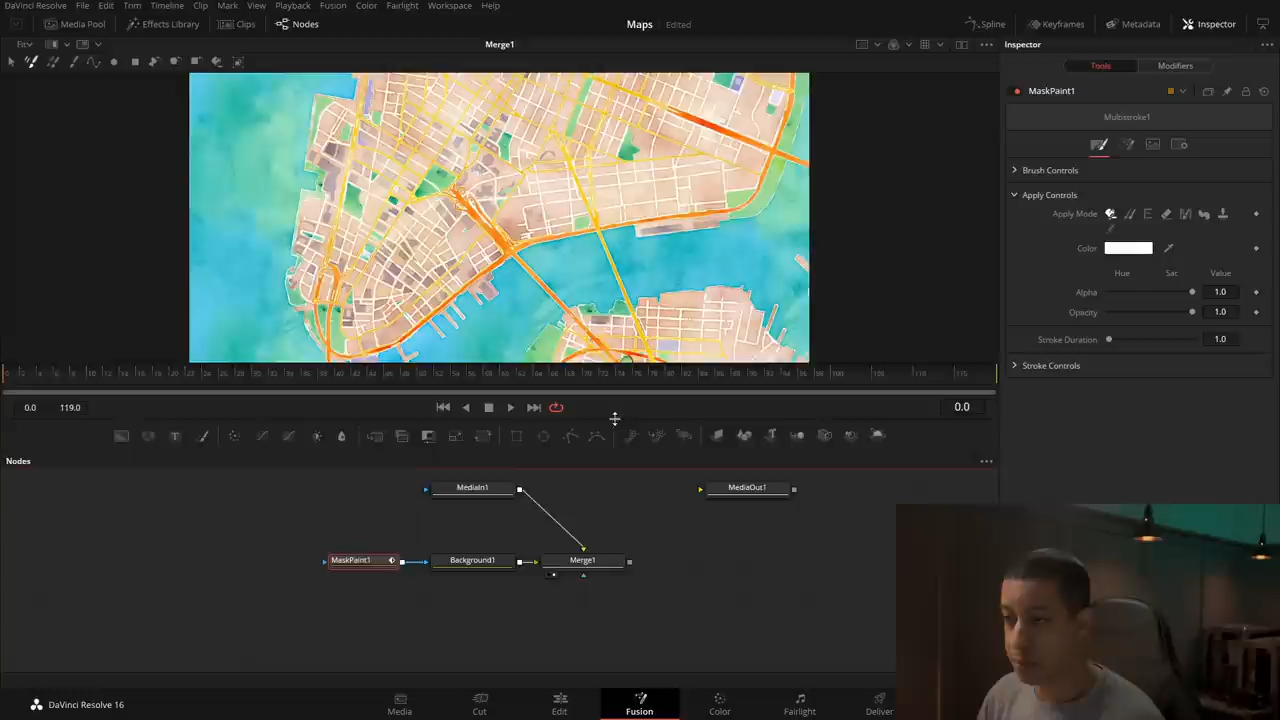 DaVinci Resolve File Edit Trim Timeline Clip Mark View Playback Fusion Color Fairlight Workspace Help
Media Pool Effects Library Clips Nodes Maps Edited Spline Keyframes Metadata Inspector
Fit Merge1 Inspector
Tools Modifiers
MaskPaint1
Multistroke1
Brush Controls
Apply Controls
Apply Mode
Color
Hue Sat Value
Alpha 1.0
Opacity 1.0
Stroke Duration 1.0
Stroke Controls
0.0 119.0 0.0
Nodes
MediaIn1 MediaOut1
MaskPaint1 Background1 Merge1
DaVinci Resolve 16 Media Cut Edit Fusion Color Fairlight Deliver